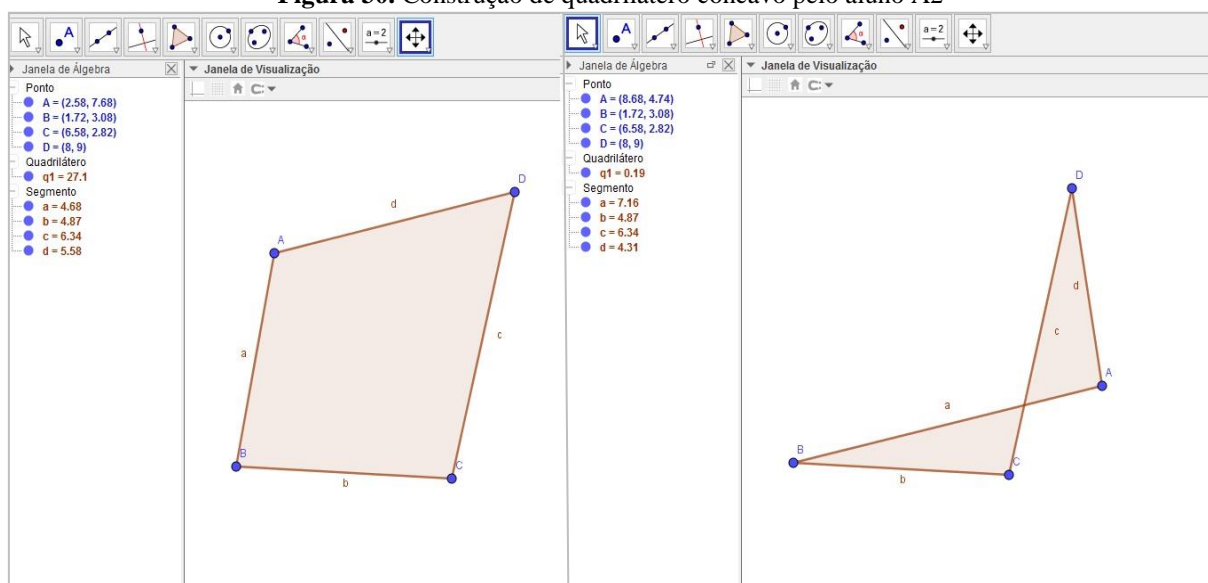 Figura 30. Construção de quadrilátero côncavo pelo aluno A2
A
a=2
Janela de Álgebra
Janela de Visualização
Ponto
A = (2.58, 7.68)
B = (1.72, 3.08)
C = (6.58, 2.82)
D = (8, 9)
Quadrilátero
q1 = 27.1
Segmento
a = 4.68
b = 4.87
c = 6.34
d = 5.58
D
d
A
c
a
B
C
b
A
a=2
Janela de Álgebra
Janela de Visualização
Ponto
A = (8.68, 4.74)
B = (1.72, 3.08)
C = (6.58, 2.82)
D = (8, 9)
Quadrilátero
q1 = 0.19
Segmento
a = 7.16
b = 4.87
c = 6.34
d = 4.31
D
d
c
A
a
B
C
b